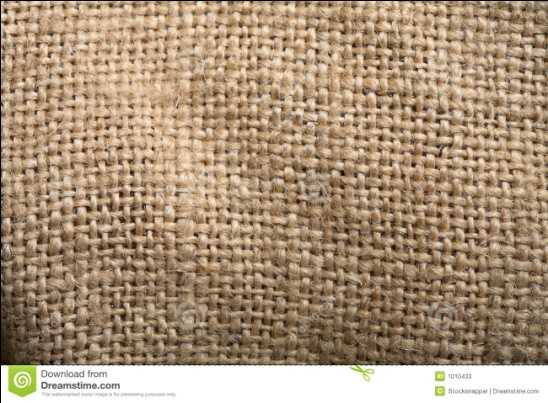 Download from
Dreamstime.com
This watermarked comp image is for previewing purposes only.
1010433
Stocksnapper | Dreamstime.com